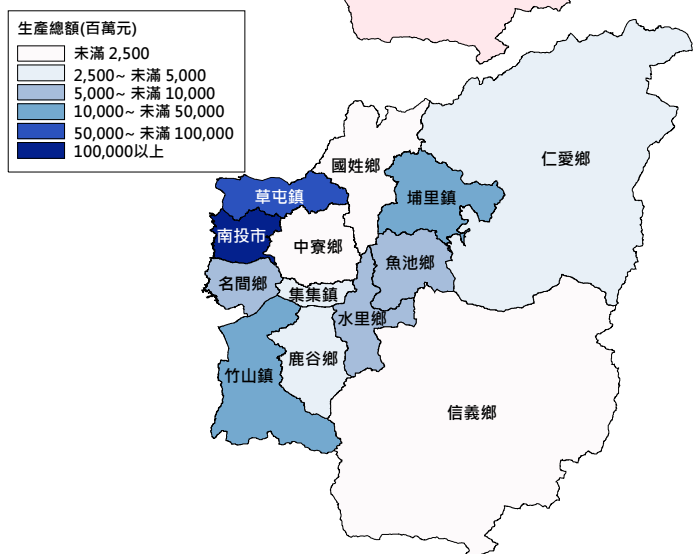 生產總額(百萬元)
未滿 2,500
2,500~ 未滿 5,000
5,000~ 未滿 10,000
10,000~ 未滿 50,000
50,000~ 未滿 100,000
100,000以上
仁愛鄉
國姓鄉
埔里鎮
草屯鎮
南投市
中寮鄉
魚池鄉
名間鄉
集集鎮
水里鄉
鹿谷鄉
竹山鎮
信義鄉